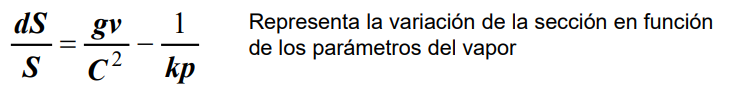 dS/S = gv/C² − 1/kp
Representa la variación de la sección en función
de los parámetros del vapor